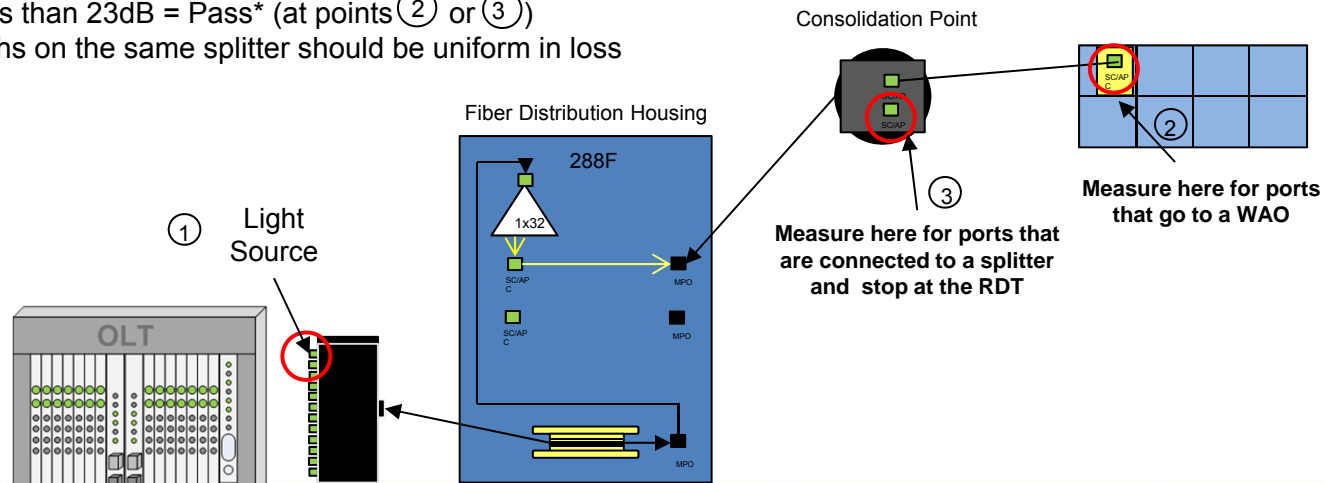 s than 23dB = Pass* (at points 2 or 3 )
hs on the same splitter should be uniform in loss
Consolidation Point
SC/AP
C
SC/AP
SC/AP
2
Measure here for ports
that go to a WAO
3
Measure here for ports that
are connected to a splitter
and stop at the RDT
Fiber Distribution Housing
288F
1x32
SC/AP
C
MPO
SC/AP
C
MPO
MPO
1
Light
Source
OLT